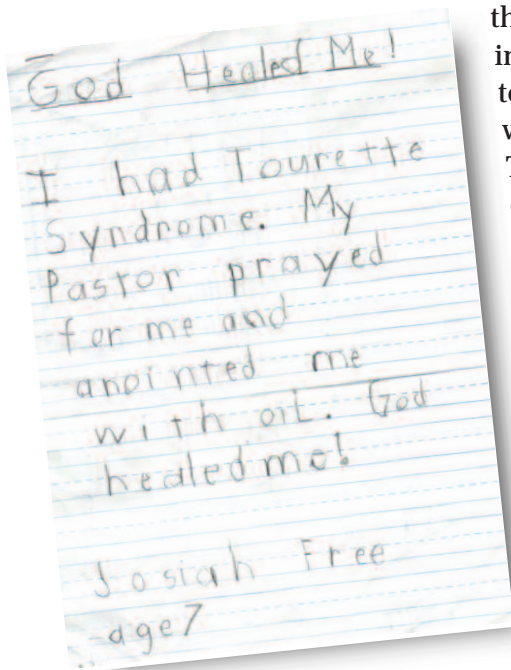 God Healed Me!
I had Tourette
Syndrome. My
Pastor prayed
for me and
anointed me
with oil. God
healed me!
Josiah Free
age 7